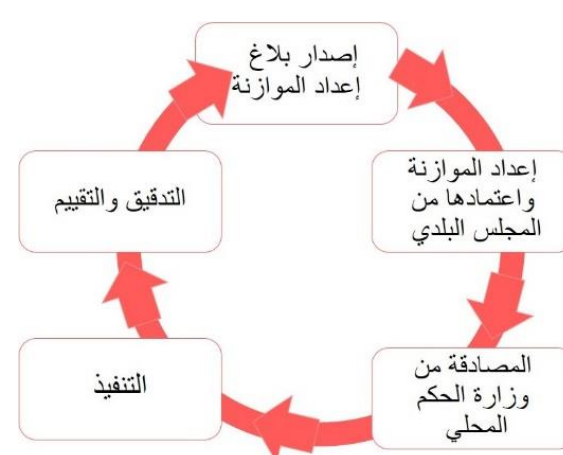 إصدار بلاغ
إعداد الموازنة
إعداد الموازنة
واعتمادها من
المجلس البلدي
المصادقة من
وزارة الحكم
المحلي
التنفيذ
التدقيق والتقييم